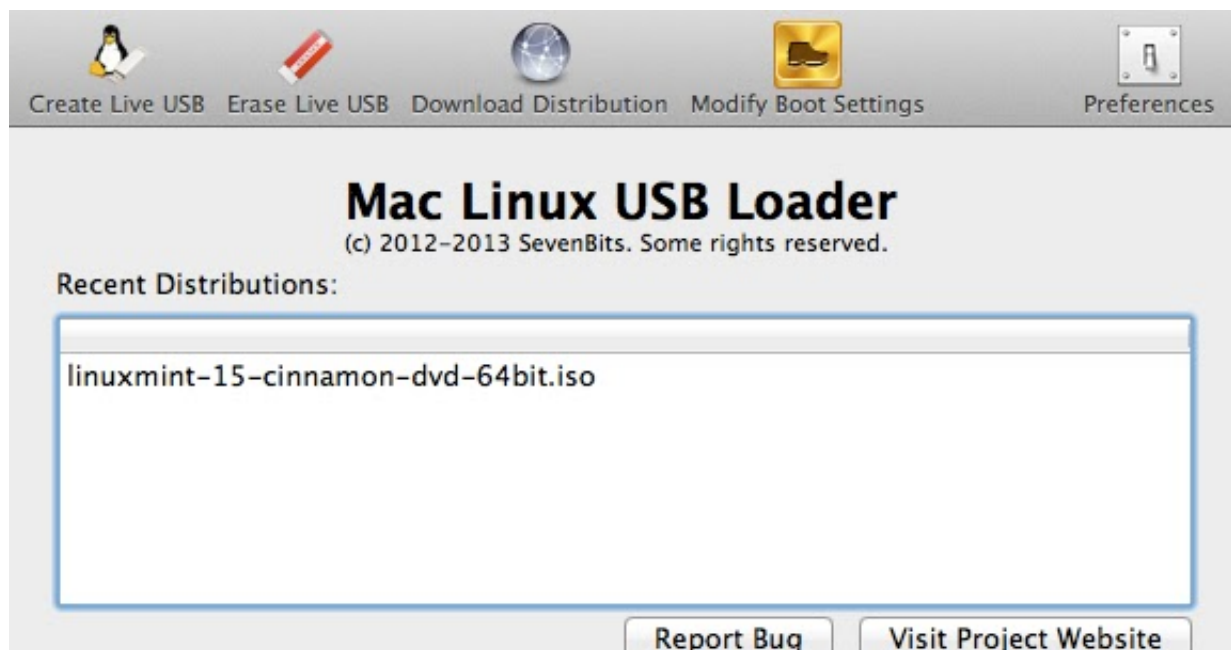 Create Live USB Erase Live USB Download Distribution Modify Boot Settings Preferences
Mac Linux USB Loader
(c) 2012-2013 SevenBits. Some rights reserved.
Recent Distributions:
linuxmint-15-cinnamon-dvd-64bit.iso
Report Bug Visit Project Website